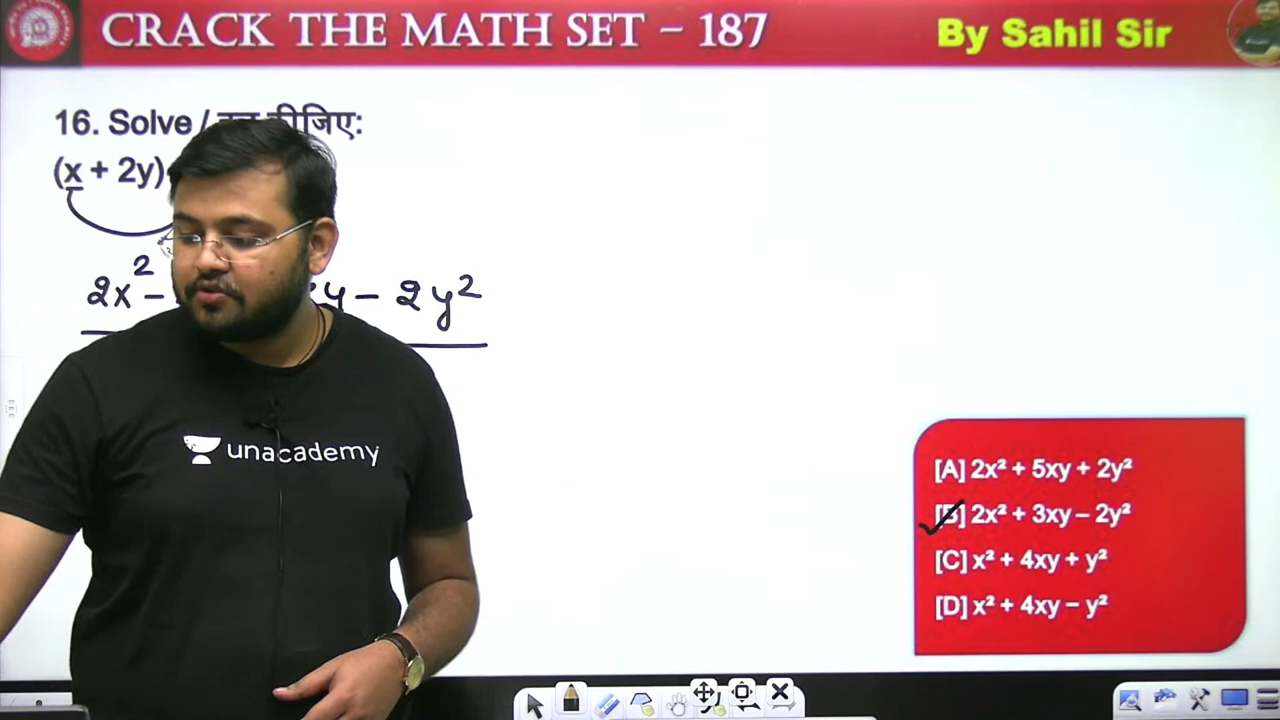 CRACK THE MATH SET – 187
By Sahil Sir
16. Solve / कीजिए:
(x + 2y)
2x² – y – 2y²
unacademy
[A] 2x² + 5xy + 2y²
[B] 2x² + 3xy – 2y²
[C] x² + 4xy + y²
[D] x² + 4xy – y²